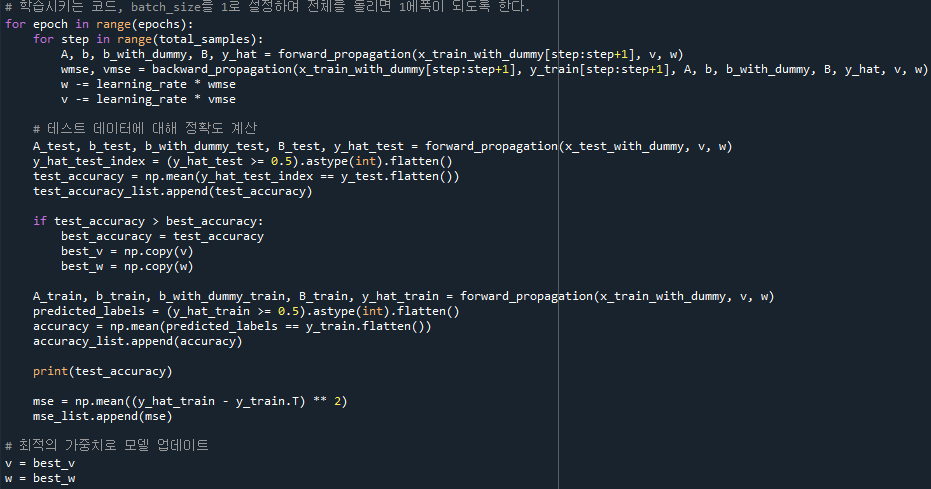 # 학습시키는 코드, batch_size를 1로 설정하여 전체를 돌리면 1에폭이 되도록 한다.
for epoch in range(epochs):
    for step in range(total_samples):
        A, b, b_with_dummy, B, y_hat = forward_propagation(x_train_with_dummy[step:step+1], v, w)
        wmse, vmse = backward_propagation(x_train_with_dummy[step:step+1], y_train[step:step+1], A, b, b_with_dummy, B, y_hat, v, w)
        w -= learning_rate * wmse
        v -= learning_rate * vmse
    # 테스트 데이터에 대해 정확도 계산
    A_test, b_test, b_with_dummy_test, B_test, y_hat_test = forward_propagation(x_test_with_dummy, v, w)
    y_hat_test_index = (y_hat_test >= 0.5).astype(int).flatten()
    test_accuracy = np.mean(y_hat_test_index == y_test.flatten())
    test_accuracy_list.append(test_accuracy)
    if test_accuracy > best_accuracy:
        best_accuracy = test_accuracy
        best_v = np.copy(v)
        best_w = np.copy(w)
    A_train, b_train, b_with_dummy_train, B_train, y_hat_train = forward_propagation(x_train_with_dummy, v, w)
    predicted_labels = (y_hat_train >= 0.5).astype(int).flatten()
    accuracy = np.mean(predicted_labels == y_train.flatten())
    accuracy_list.append(accuracy)
    print(test_accuracy)
    mse = np.mean((y_hat_train - y_train.T) ** 2)
    mse_list.append(mse)
# 최적의 가중치로 모델 업데이트
v = best_v
w = best_w